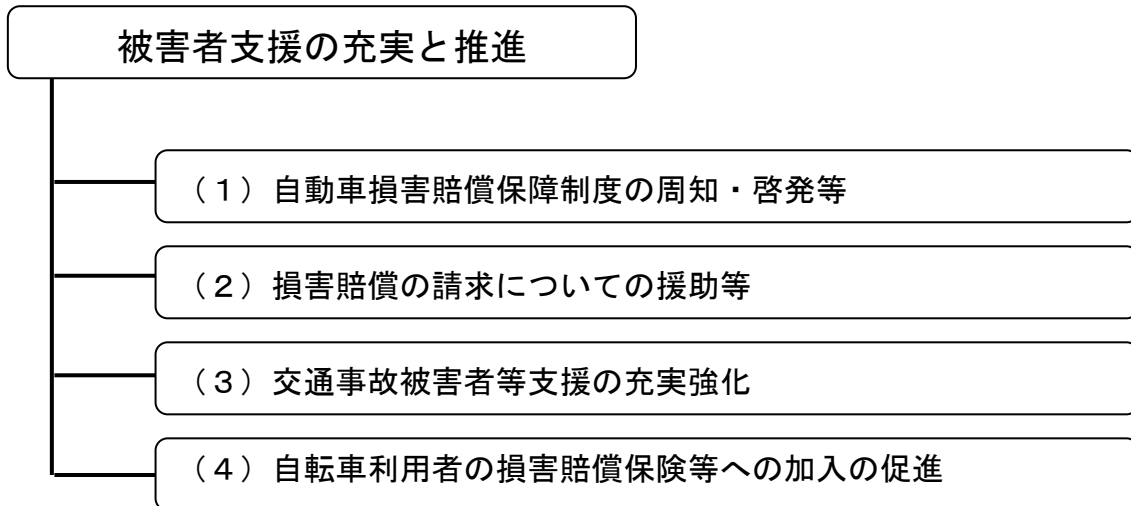 被害者支援の充実と推進
（１）自動車損害賠償保障制度の周知・啓発等
（２）損害賠償の請求についての援助等
（３）交通事故被害者等支援の充実強化
（４）自転車利用者の損害賠償保険等への加入の促進